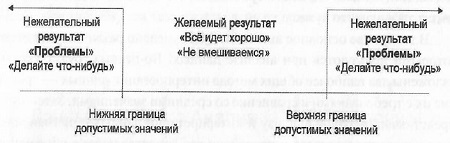 Нежелательный
результат
«Проблемы»
«Делайте что-нибудь»
Желаемый результат
«Всё идет хорошо»
«Не вмешивайтесь»
Нежелательный
результат
«Проблемы»
«Делайте что-нибудь»
Нижняя граница
допустимых значений
Верхняя граница
допустимых значений